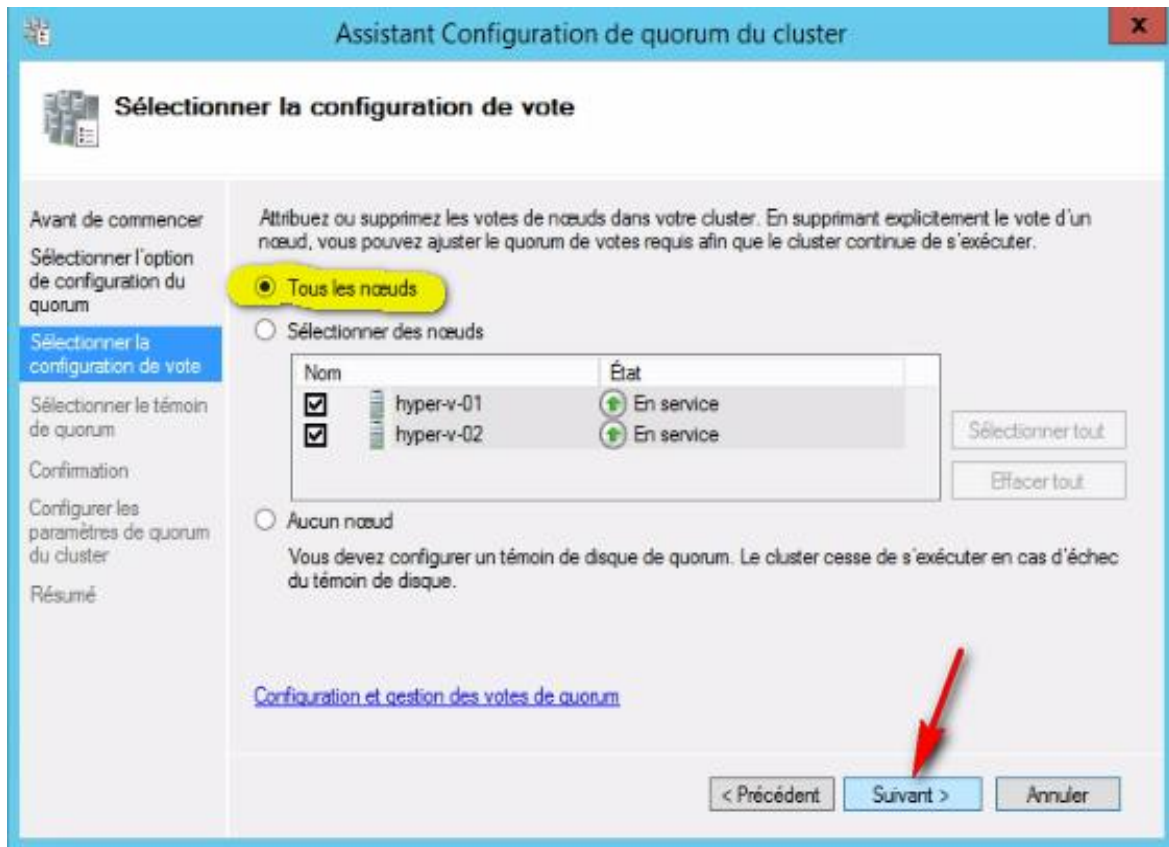 Assistant Configuration de quorum du cluster
x
Sélectionner la configuration de vote
Avant de commencer
Sélectionner l'option
de configuration du
quorum
Sélectionner la
configuration de vote
Sélectionner le témoin
de quorum
Confirmation
Configurer les
paramètres de quorum
du cluster
Résumé
Attribuez ou supprimez les votes de nœuds dans votre cluster. En supprimant explicitement le vote d'un
nœud, vous pouvez ajuster le quorum de votes requis afin que le cluster continue de s'exécuter.
Tous les nœuds
Sélectionner des nœuds
Nom État
hyper-v-01 En service
hyper-v-02 En service
Sélectionner tout
Effacer tout
Aucun nœud
Vous devez configurer un témoin de disque de quorum. Le cluster cesse de s'exécuter en cas d'échec
du témoin de disque.
Configuration et gestion des votes de quorum
< Précédent Suivant > Annuler